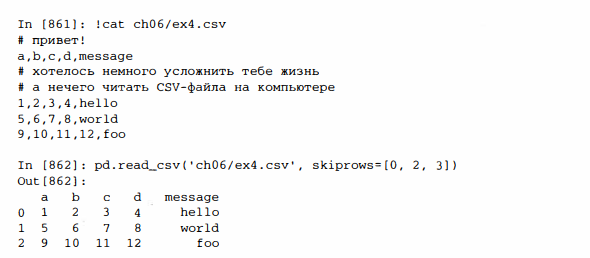 In [861]: !cat ch06/ex4.csv
# привет!
a,b,c,d,message
# хотелось немного усложнить тебе жизнь
# а нечего читать CSV-файла на компьютере
1,2,3,4,hello
5,6,7,8,world
9,10,11,12,foo
In [862]: pd.read_csv('ch06/ex4.csv', skiprows=[0, 2, 3])
Out[862]:
a b c d message
0 1 2 3 4 hello
1 5 6 7 8 world
2 9 10 11 12 foo